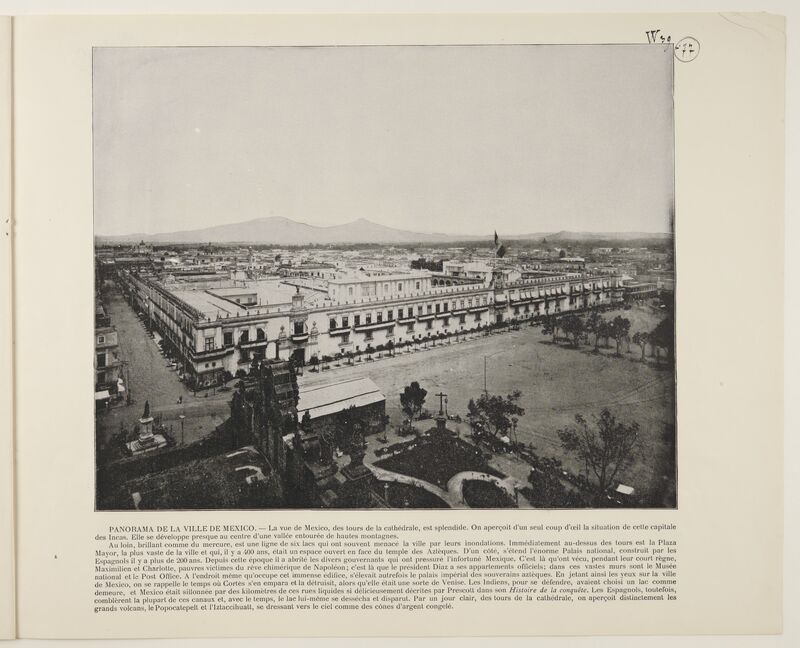 W 59
77
PANORAMA DE LA VILLE DE MEXICO. — La vue de Mexico, des tours de la cathédrale, est splendide. On aperçoit d'un seul coup d'œil la situation de cette capitale
des Incas. Elle se développe presque au centre d'une vallée entourée de hautes montagnes.
Au loin, brillant comme du mercure, est une ligne de six lacs qui ont souvent menacé la ville par leurs inondations. Immédiatement au-dessus des tours est la Plaza
Mayor, la plus vaste de la ville et qui, il y a 400 ans, était un espace ouvert en face du temple des Aztèques. D'un côté, s'étend l'énorme Palais national, construit par les
Espagnols il y a plus de 200 ans. Depuis cette époque il a abrité les divers gouvernants qui ont pressuré l'infortuné Mexique. C'est là qu'ont vécu, pendant leur court règne,
Maximilien et Charlotte, pauvres victimes du rêve chimérique de Napoléon; c'est là que le président Diaz a ses appartements officiels; dans ces vastes murs sont le Musée
national et le Post Office. A l'endroit même qu'occupe cet immense édifice, s'élevait autrefois le palais impérial des souverains aztèques. En jetant ainsi les yeux sur la ville
de Mexico, on se rappelle le temps où Cortès s'en empara et la détruisit, alors qu'elle était une sorte de Venise. Les Indiens, pour se défendre, avaient choisi un lac comme
demeure, et Mexico était sillonnée par des kilomètres de ces rues liquides si délicieusement décrites par Prescott dans son Histoire de la conquête. Les Espagnols, toutefois,
comblèrent la plupart de ces canaux et, avec le temps, le lac lui-même se dessécha et disparut. Par un jour clair, des tours de la cathédrale, on aperçoit distinctement les
grands volcans, le Popocatepelt et l'Iztaccihualt, se dressant vers le ciel comme des cônes d'argent congelé.